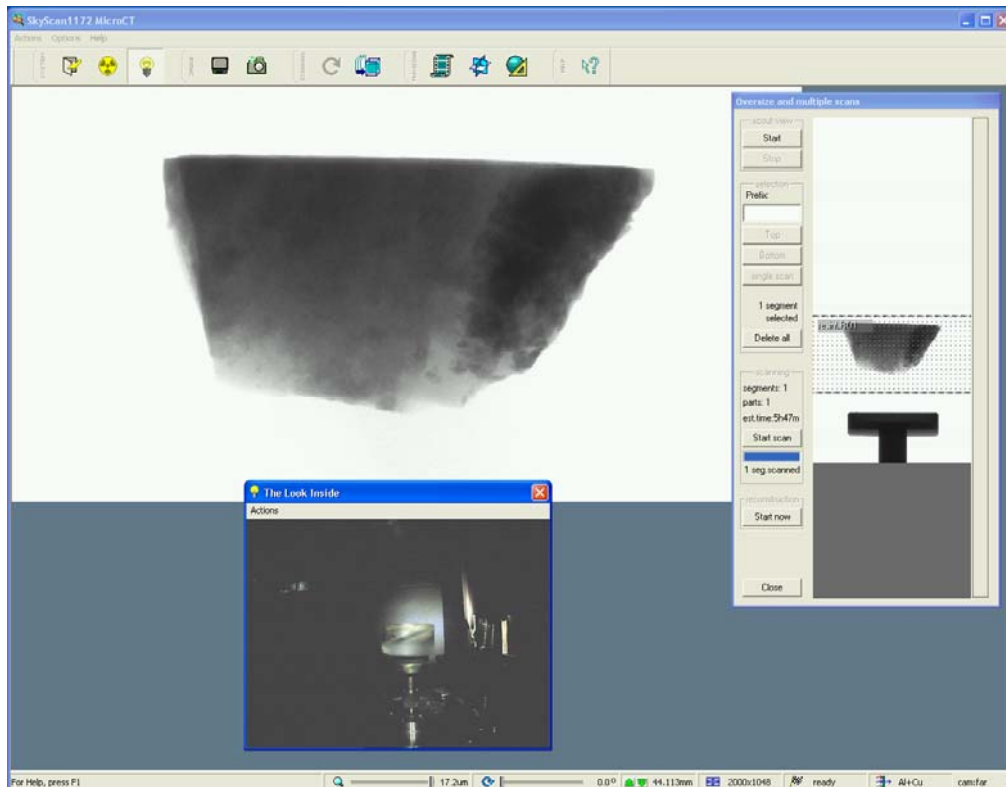 SkyScan1172 MicroCT
Actions Options Help
Oversize and multiple scans
scout view
Start
Stop
selection
Prefix
Top
Bottom
single scan
1 segment
selected
Delete all
scanning
segments: 1
parts: 1
est.time:5h47m
Start scan
1 seg.scanned
reconstruction
Start now
Close
The Look Inside
Actions
For Help, press F1
17.2um
0.0°
44.113mm
2000x1048
ready
Al+Cu
cam:far